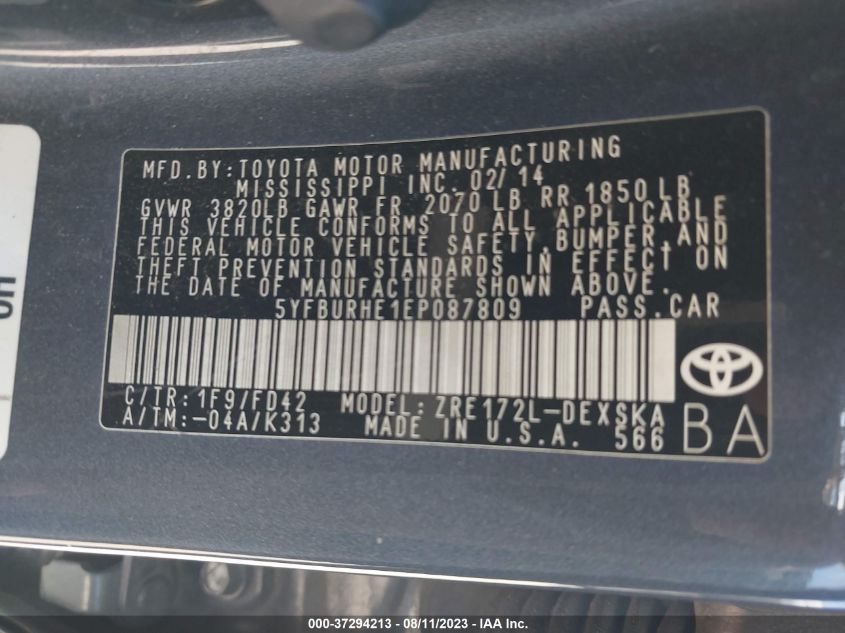 MFD.BY:TOYOTA MOTOR MANUFACTURING
MISSISSIPPI INC. 02/14
GVWR 3820LB GAWR FR 2070 LB RR 1850 LB
THIS VEHICLE CONFORMS TO ALL APPLICABLE
FEDERAL MOTOR VEHICLE SAFETY,BUMPER,AND
THEFT PREVENTION STANDARDS IN EFFECT ON
THE DATE OF MANUFACTURE SHOWN ABOVE.
5YFBURHE1EP087809 PASS.CAR
C/TR:1F9/FD42 MODEL:ZRE172L-DEXSKA
A/TM:-04A/K313 MADE IN U.S.A. 566
BA
000-37294213 - 08/11/2023 - IAA Inc.